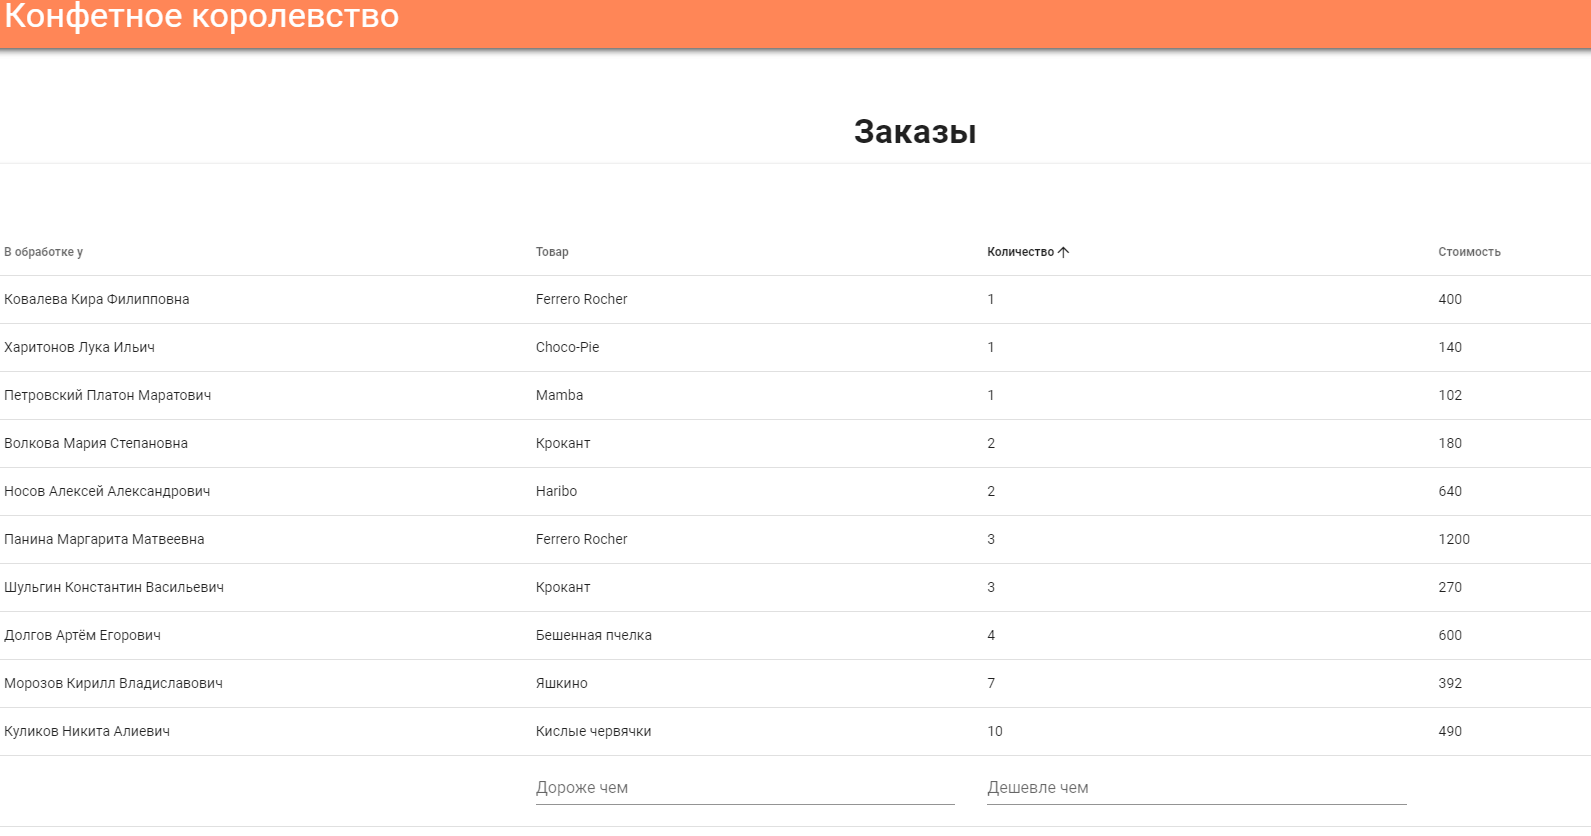 Конфетное королевство
Заказы
В обработке у Товар Количество Стоимость
Ковалева Кира Филипповна Ferrero Rocher 1 400
Харитонов Лука Ильич Choco-Pie 1 140
Петровский Платон Маратович Mamba 1 102
Волкова Мария Степановна Крокант 2 180
Носов Алексей Александрович Haribo 2 640
Панина Маргарита Матвеевна Ferrero Rocher 3 1200
Шульгин Константин Васильевич Крокант 3 270
Долгов Артём Егорович Бешенная пчелка 4 600
Морозов Кирилл Владиславович Яшкино 7 392
Куликов Никита Алиевич Кислые червячки 10 490
Дороже чем Дешевле чем